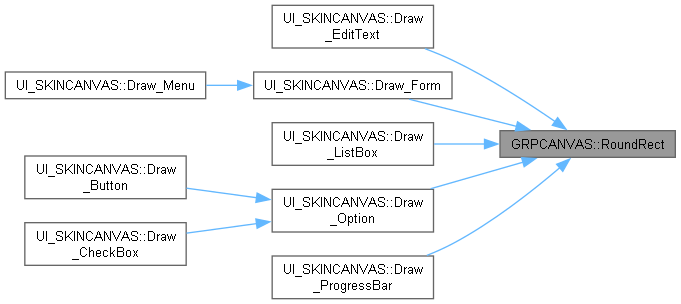 UI_SKINCANVAS::Draw
_EditText
UI_SKINCANVAS::Draw_Menu
UI_SKINCANVAS::Draw_Form
UI_SKINCANVAS::Draw
_ListBox
GRPCANVAS::RoundRect
UI_SKINCANVAS::Draw
_Button
UI_SKINCANVAS::Draw
_Option
UI_SKINCANVAS::Draw
_CheckBox
UI_SKINCANVAS::Draw
_ProgressBar